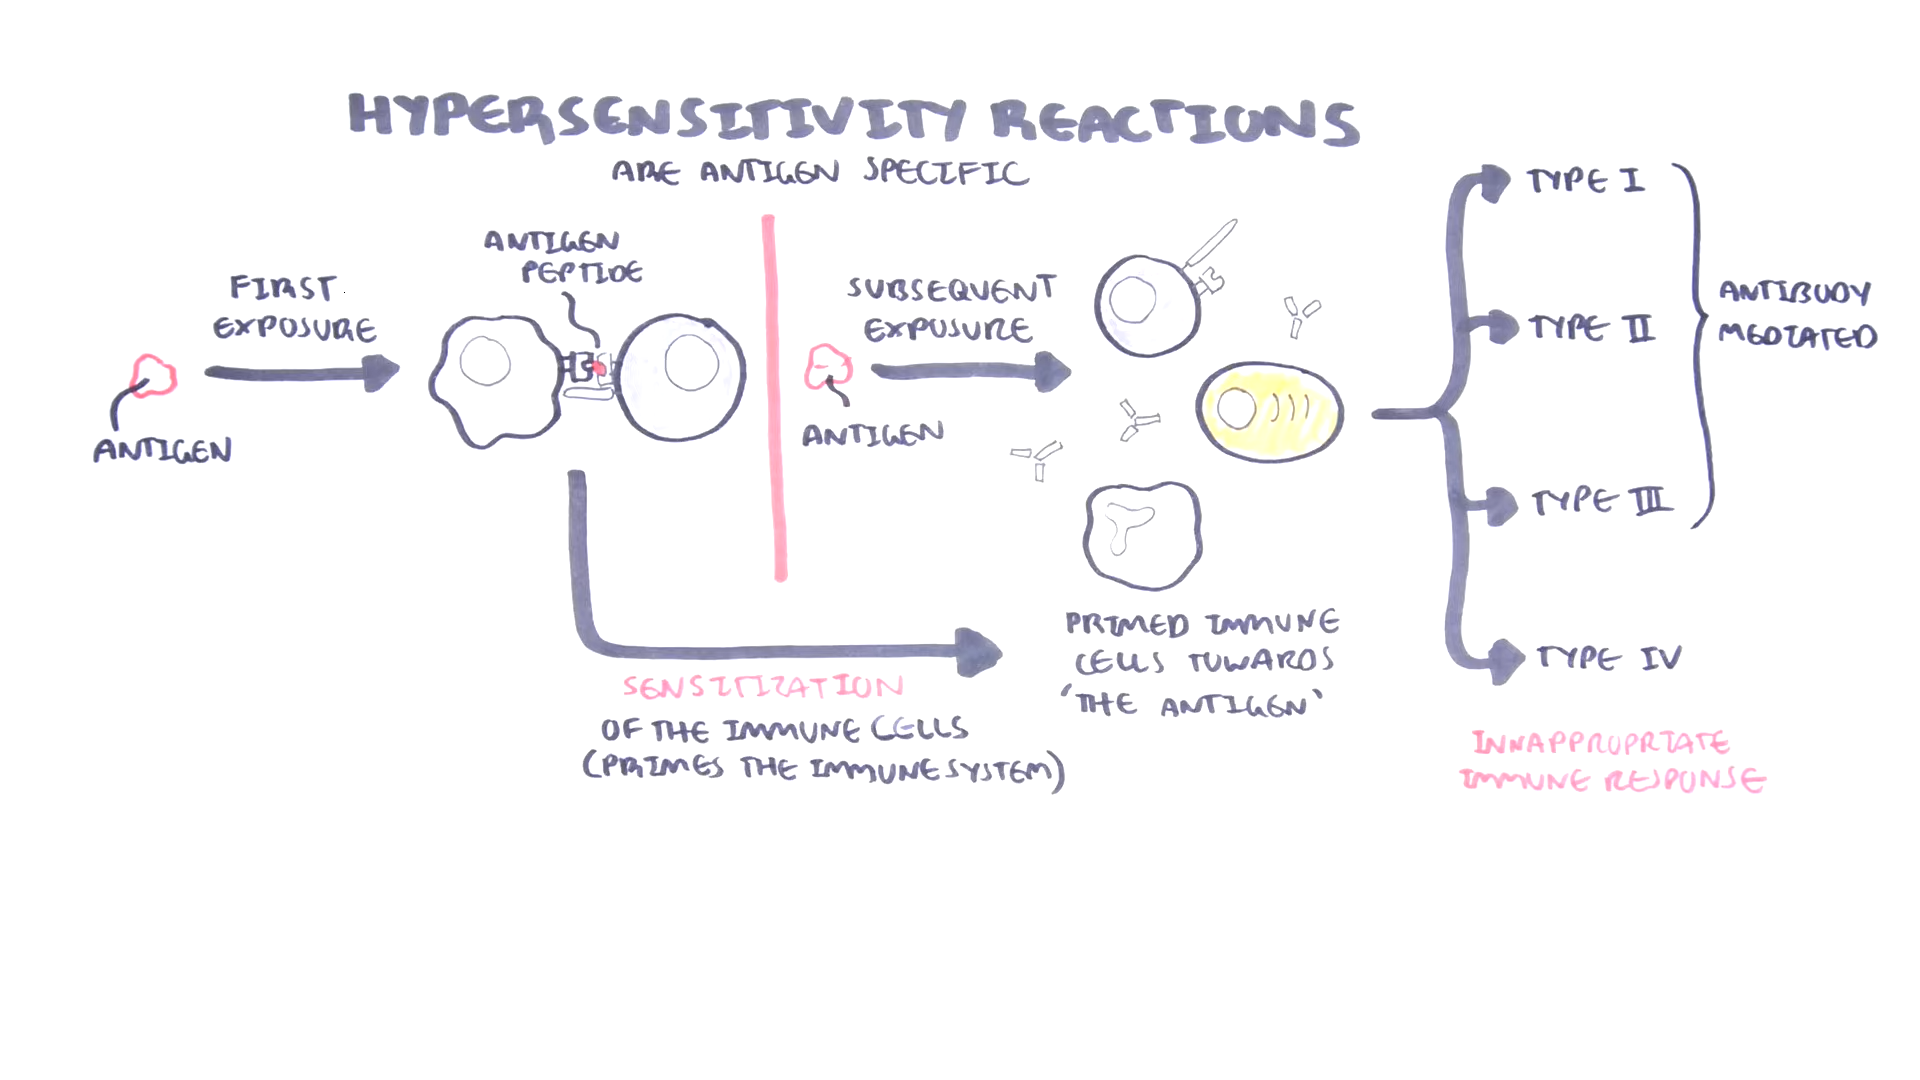 HYPERSENSITIVITY REACTIONS
ARE ANTIGEN SPECIFIC
ANTIGEN
PEPTIDE
FIRST
EXPOSURE
ANTIGEN
SUBSEQUENT
EXPOSURE
ANTIGEN
SENSITIZATION
OF THE IMMUNE CELLS
(PRIMES THE IMMUNE SYSTEM)
PRIMED IMMUNE
CELLS TOWARDS
'THE ANTIGEN'
TYPE I
TYPE II
TYPE III
TYPE IV
ANTIBODY
MEDIATED
INNAPPROPRIATE
IMMUNE RESPONSE